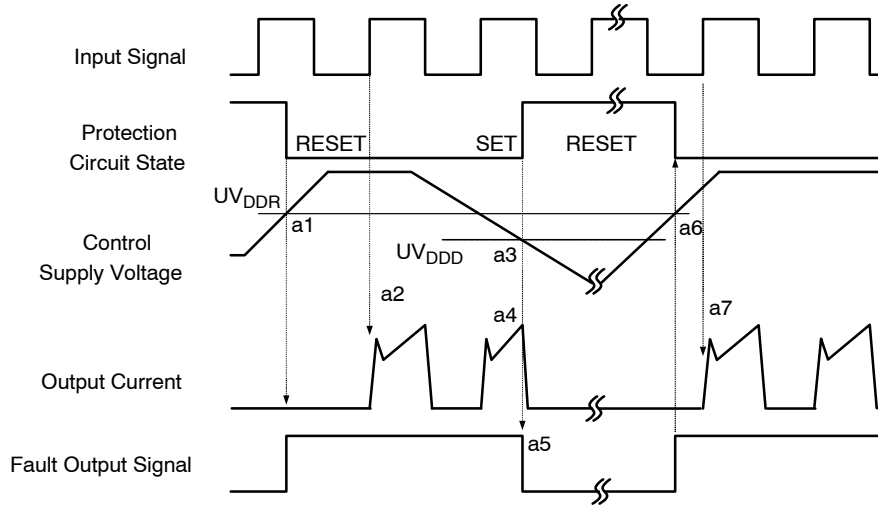 Input Signal
Protection
Circuit State
RESET
SET
RESET
UVDDR
a1
a6
Control
Supply Voltage
UVDDD
a3
a2
a4
a7
Output Current
a5
Fault Output Signal